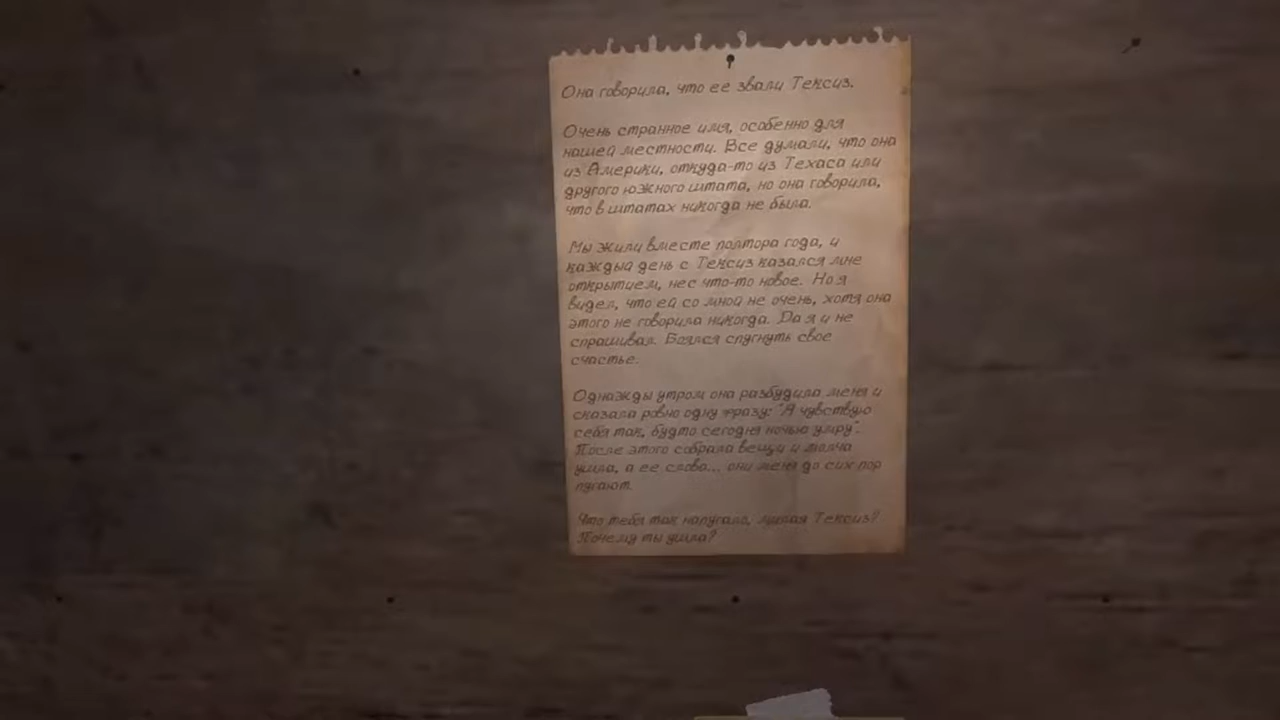 Она говорила, что ее звали Тексиз.
Очень странное имя, особенно для
нашей местности. Все думали, что она
из Америки, откуда-то из Техаса или
другого южного штата, но она говорила,
что в штатах никогда не была.
Мы жили вместе полтора года, и
каждый день с Тексиз казался мне
открытием, нес что-то новое. Но я
видел, что ей со мной не очень, хотя она
этого не говорила никогда. Да я и не
спрашивал. Боялся спугнуть свое
счастье.
Однажды утром она разбудила меня и
сказала ровно одну фразу: "Я чувствую
себя так, будто сегодня ночью умру".
После этого собрала вещи и молча
ушла, а ее слова... они меня до сих пор
пугают.
Что тебя так напугало, милая Тексиз?
Почему ты ушла?